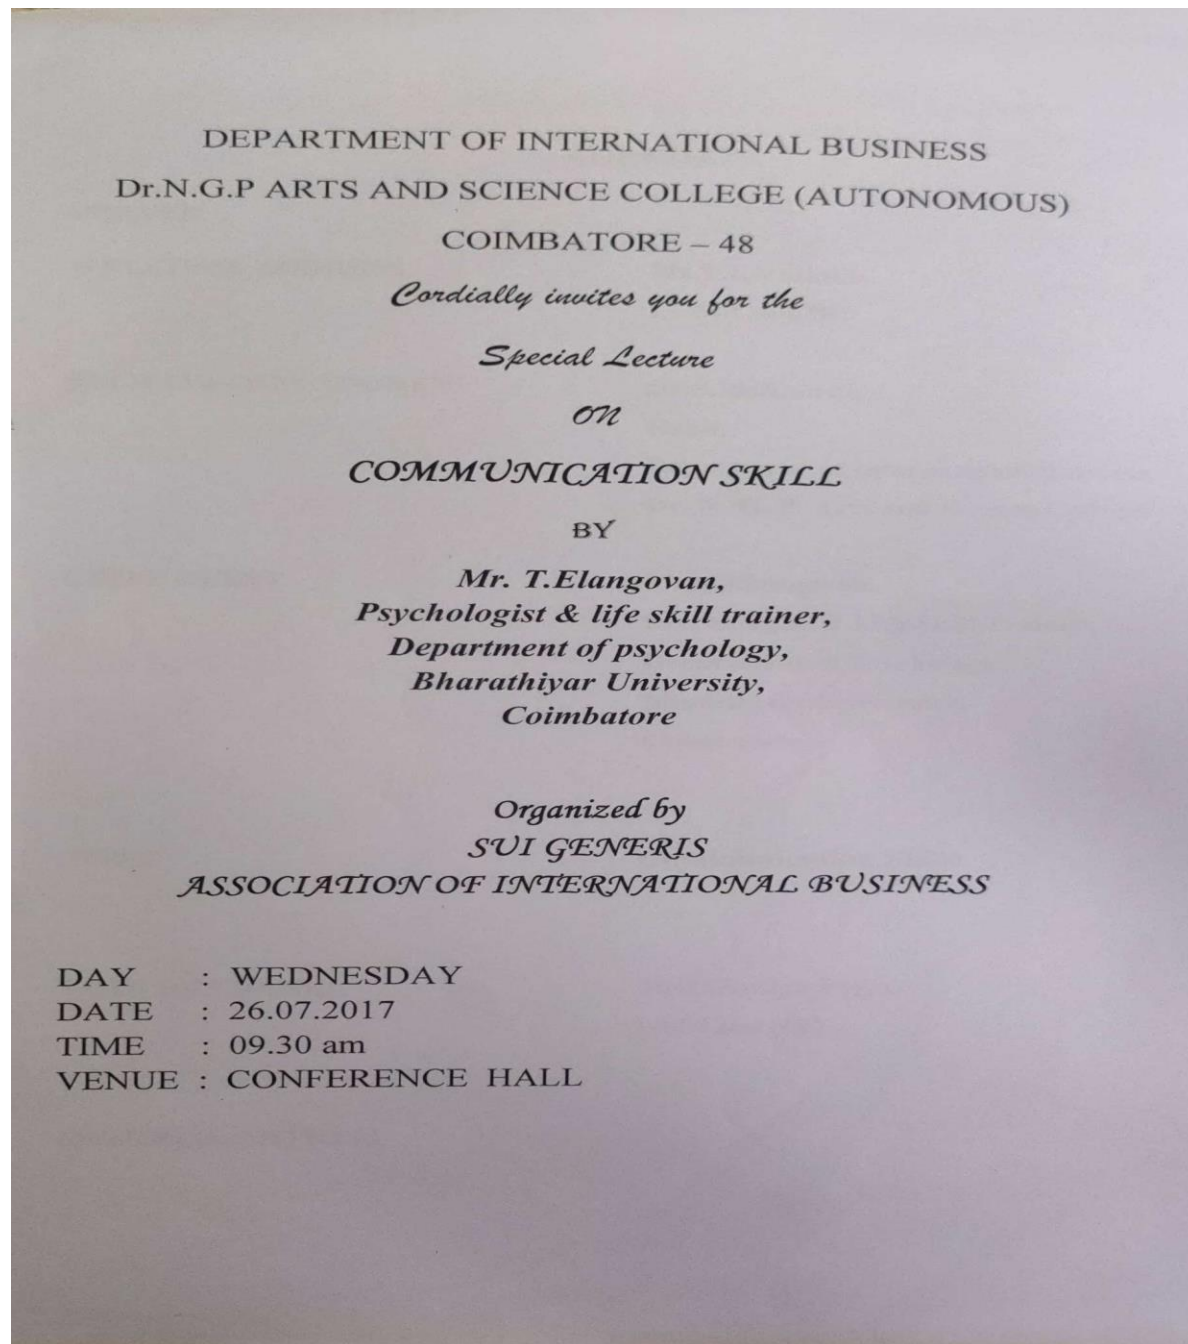 DEPARTMENT OF INTERNATIONAL BUSINESS
Dr.N.G.P ARTS AND SCIENCE COLLEGE (AUTONOMOUS)
COIMBATORE – 48
Cordially invites you for the
Special Lecture
ON
COMMUNICATION SKILL
BY
Mr. T.Elangovan,
Psychologist & life skill trainer,
Department of psychology,
Bharathiyar University,
Coimbatore
Organized by
SUI GENERIS
ASSOCIATION OF INTERNATIONAL BUSINESS
DAY : WEDNESDAY
DATE : 26.07.2017
TIME : 09.30 am
VENUE : CONFERENCE HALL